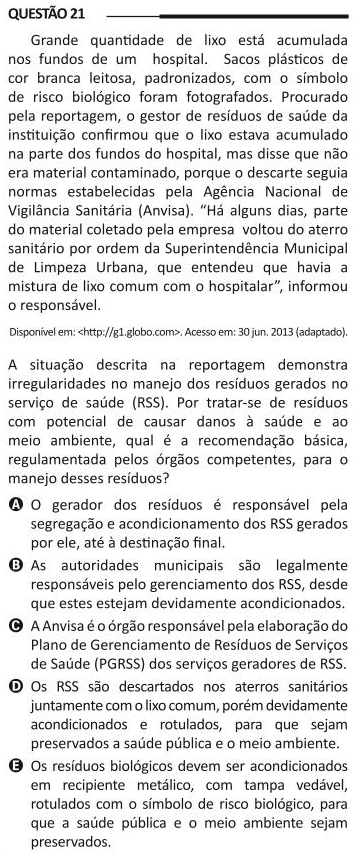 QUESTÃO 21
Grande quantidade de lixo está acumulada
nos fundos de um hospital. Sacos plásticos de
cor branca leitosa, padronizados, com o símbolo
de risco biológico foram fotografados. Procurado
pela reportagem, o gestor de resíduos de saúde da
instituição confirmou que o lixo estava acumulado
na parte dos fundos do hospital, mas disse que não
era material contaminado, porque o descarte seguia
normas estabelecidas pela Agência Nacional de
Vigilância Sanitária (Anvisa). “Há alguns dias, parte
do material coletado pela empresa voltou do aterro
sanitário por ordem da Superintendência Municipal
de Limpeza Urbana, que entendeu que havia a
mistura de lixo comum com o hospitalar”, informou
o responsável.
Disponível em: <http://g1.globo.com>. Acesso em: 30 jun. 2013 (adaptado).
A situação descrita na reportagem demonstra
irregularidades no manejo dos resíduos gerados no
serviço de saúde (RSS). Por tratar-se de resíduos
com potencial de causar danos à saúde e ao
meio ambiente, qual é a recomendação básica,
regulamentada pelos órgãos competentes, para o
manejo desses resíduos?
A O gerador dos resíduos é responsável pela
segregação e acondicionamento dos RSS gerados
por ele, até à destinação final.
B As autoridades municipais são legalmente
responsáveis pelo gerenciamento dos RSS, desde
que estes estejam devidamente acondicionados.
C A Anvisa é o órgão responsável pela elaboração do
Plano de Gerenciamento de Resíduos de Serviços
de Saúde (PGRSS) dos serviços geradores de RSS.
D Os RSS são descartados nos aterros sanitários
juntamente com o lixo comum, porém devidamente
acondicionados e rotulados, para que sejam
preservados a saúde pública e o meio ambiente.
E Os resíduos biológicos devem ser acondicionados
em recipiente metálico, com tampa vedável,
rotulados com o símbolo de risco biológico, para
que a saúde pública e o meio ambiente sejam
preservados.